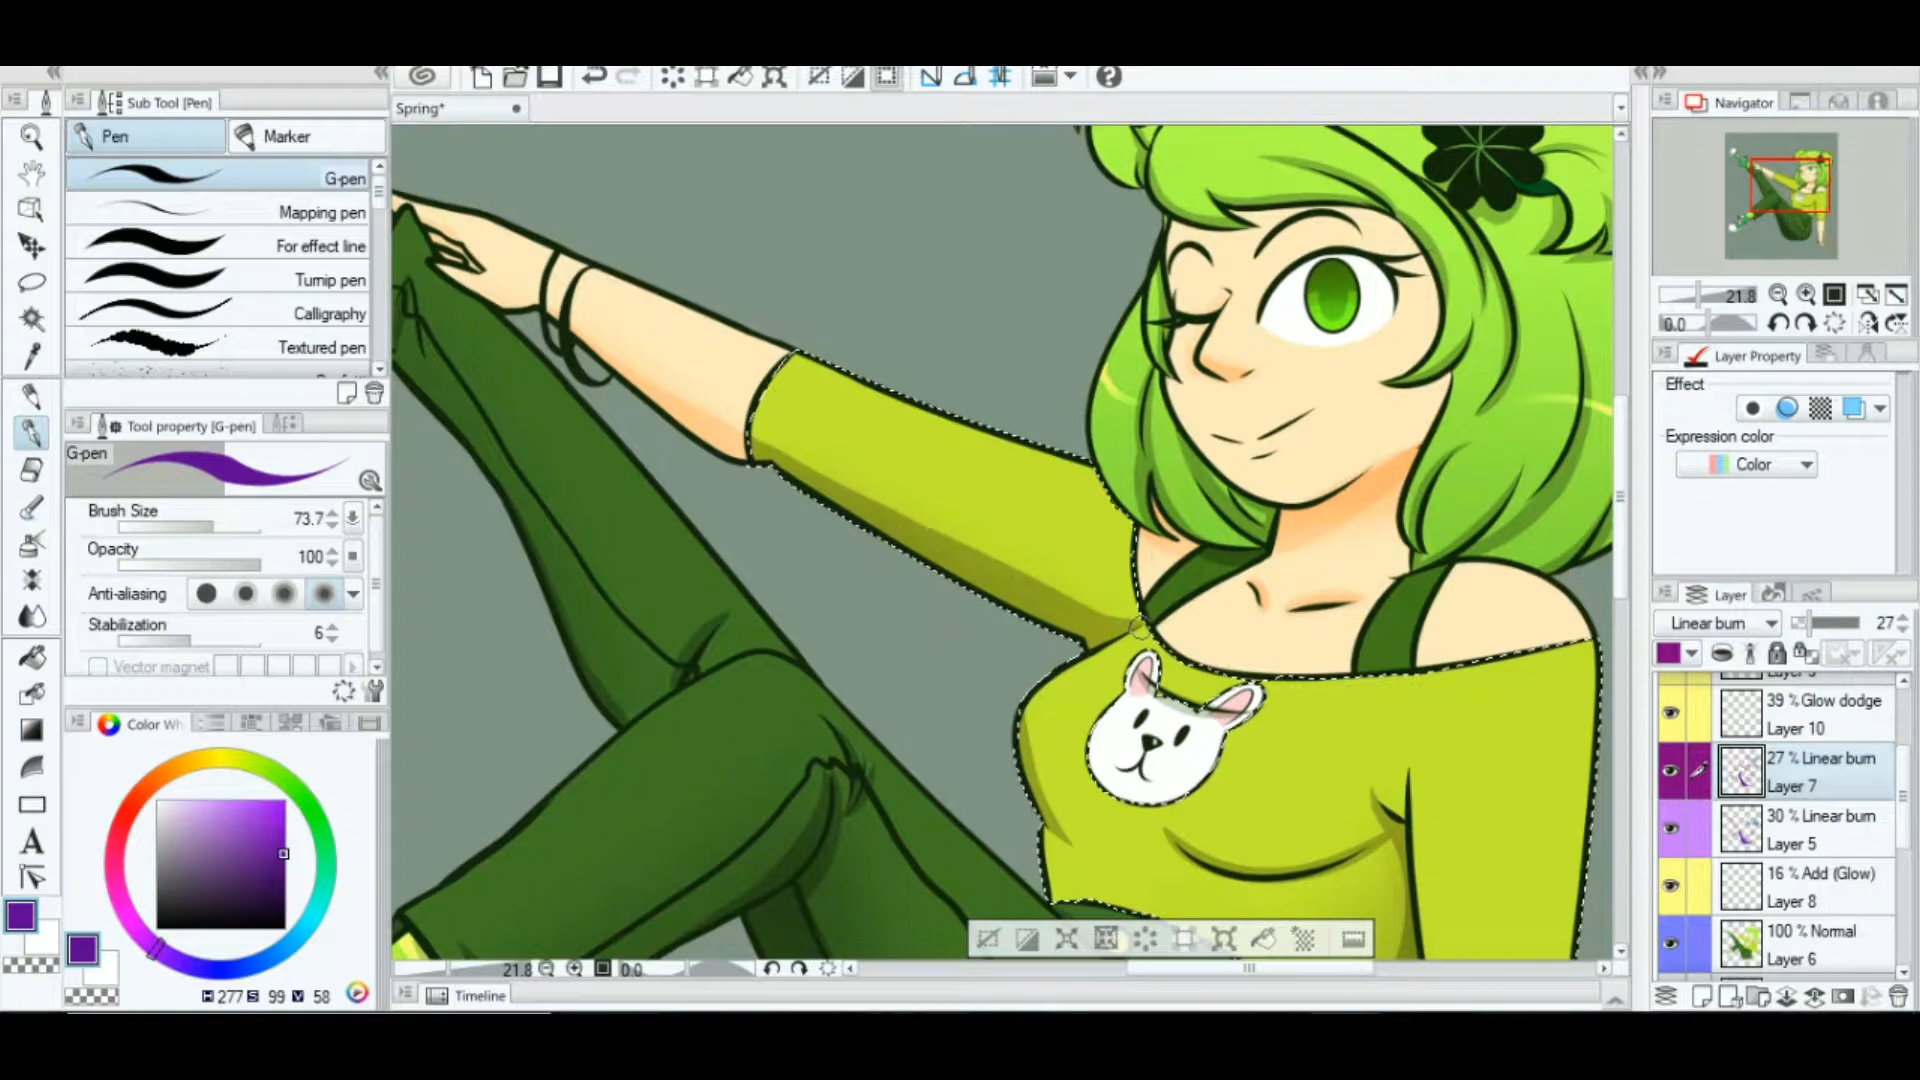 Sub Tool [Pen]
Pen
Marker
G-pen
Mapping pen
For effect line
Turnip pen
Calligraphy
Textured pen
Tool property [G-pen]
G-pen
Brush Size
73.7
Opacity
100
Anti-aliasing
Stabilization
6
Vector magnet
Color Wh
H 277 S 99 V 58
Spring*
21.8
0.0
Timeline
Navigator
21.8
0.0
Layer Property
Effect
Expression color
Color
Layer
Linear burn
27
39 % Glow dodge
Layer 10
27 % Linear burn
Layer 7
30 % Linear burn
Layer 5
16 % Add (Glow)
Layer 8
100 % Normal
Layer 6